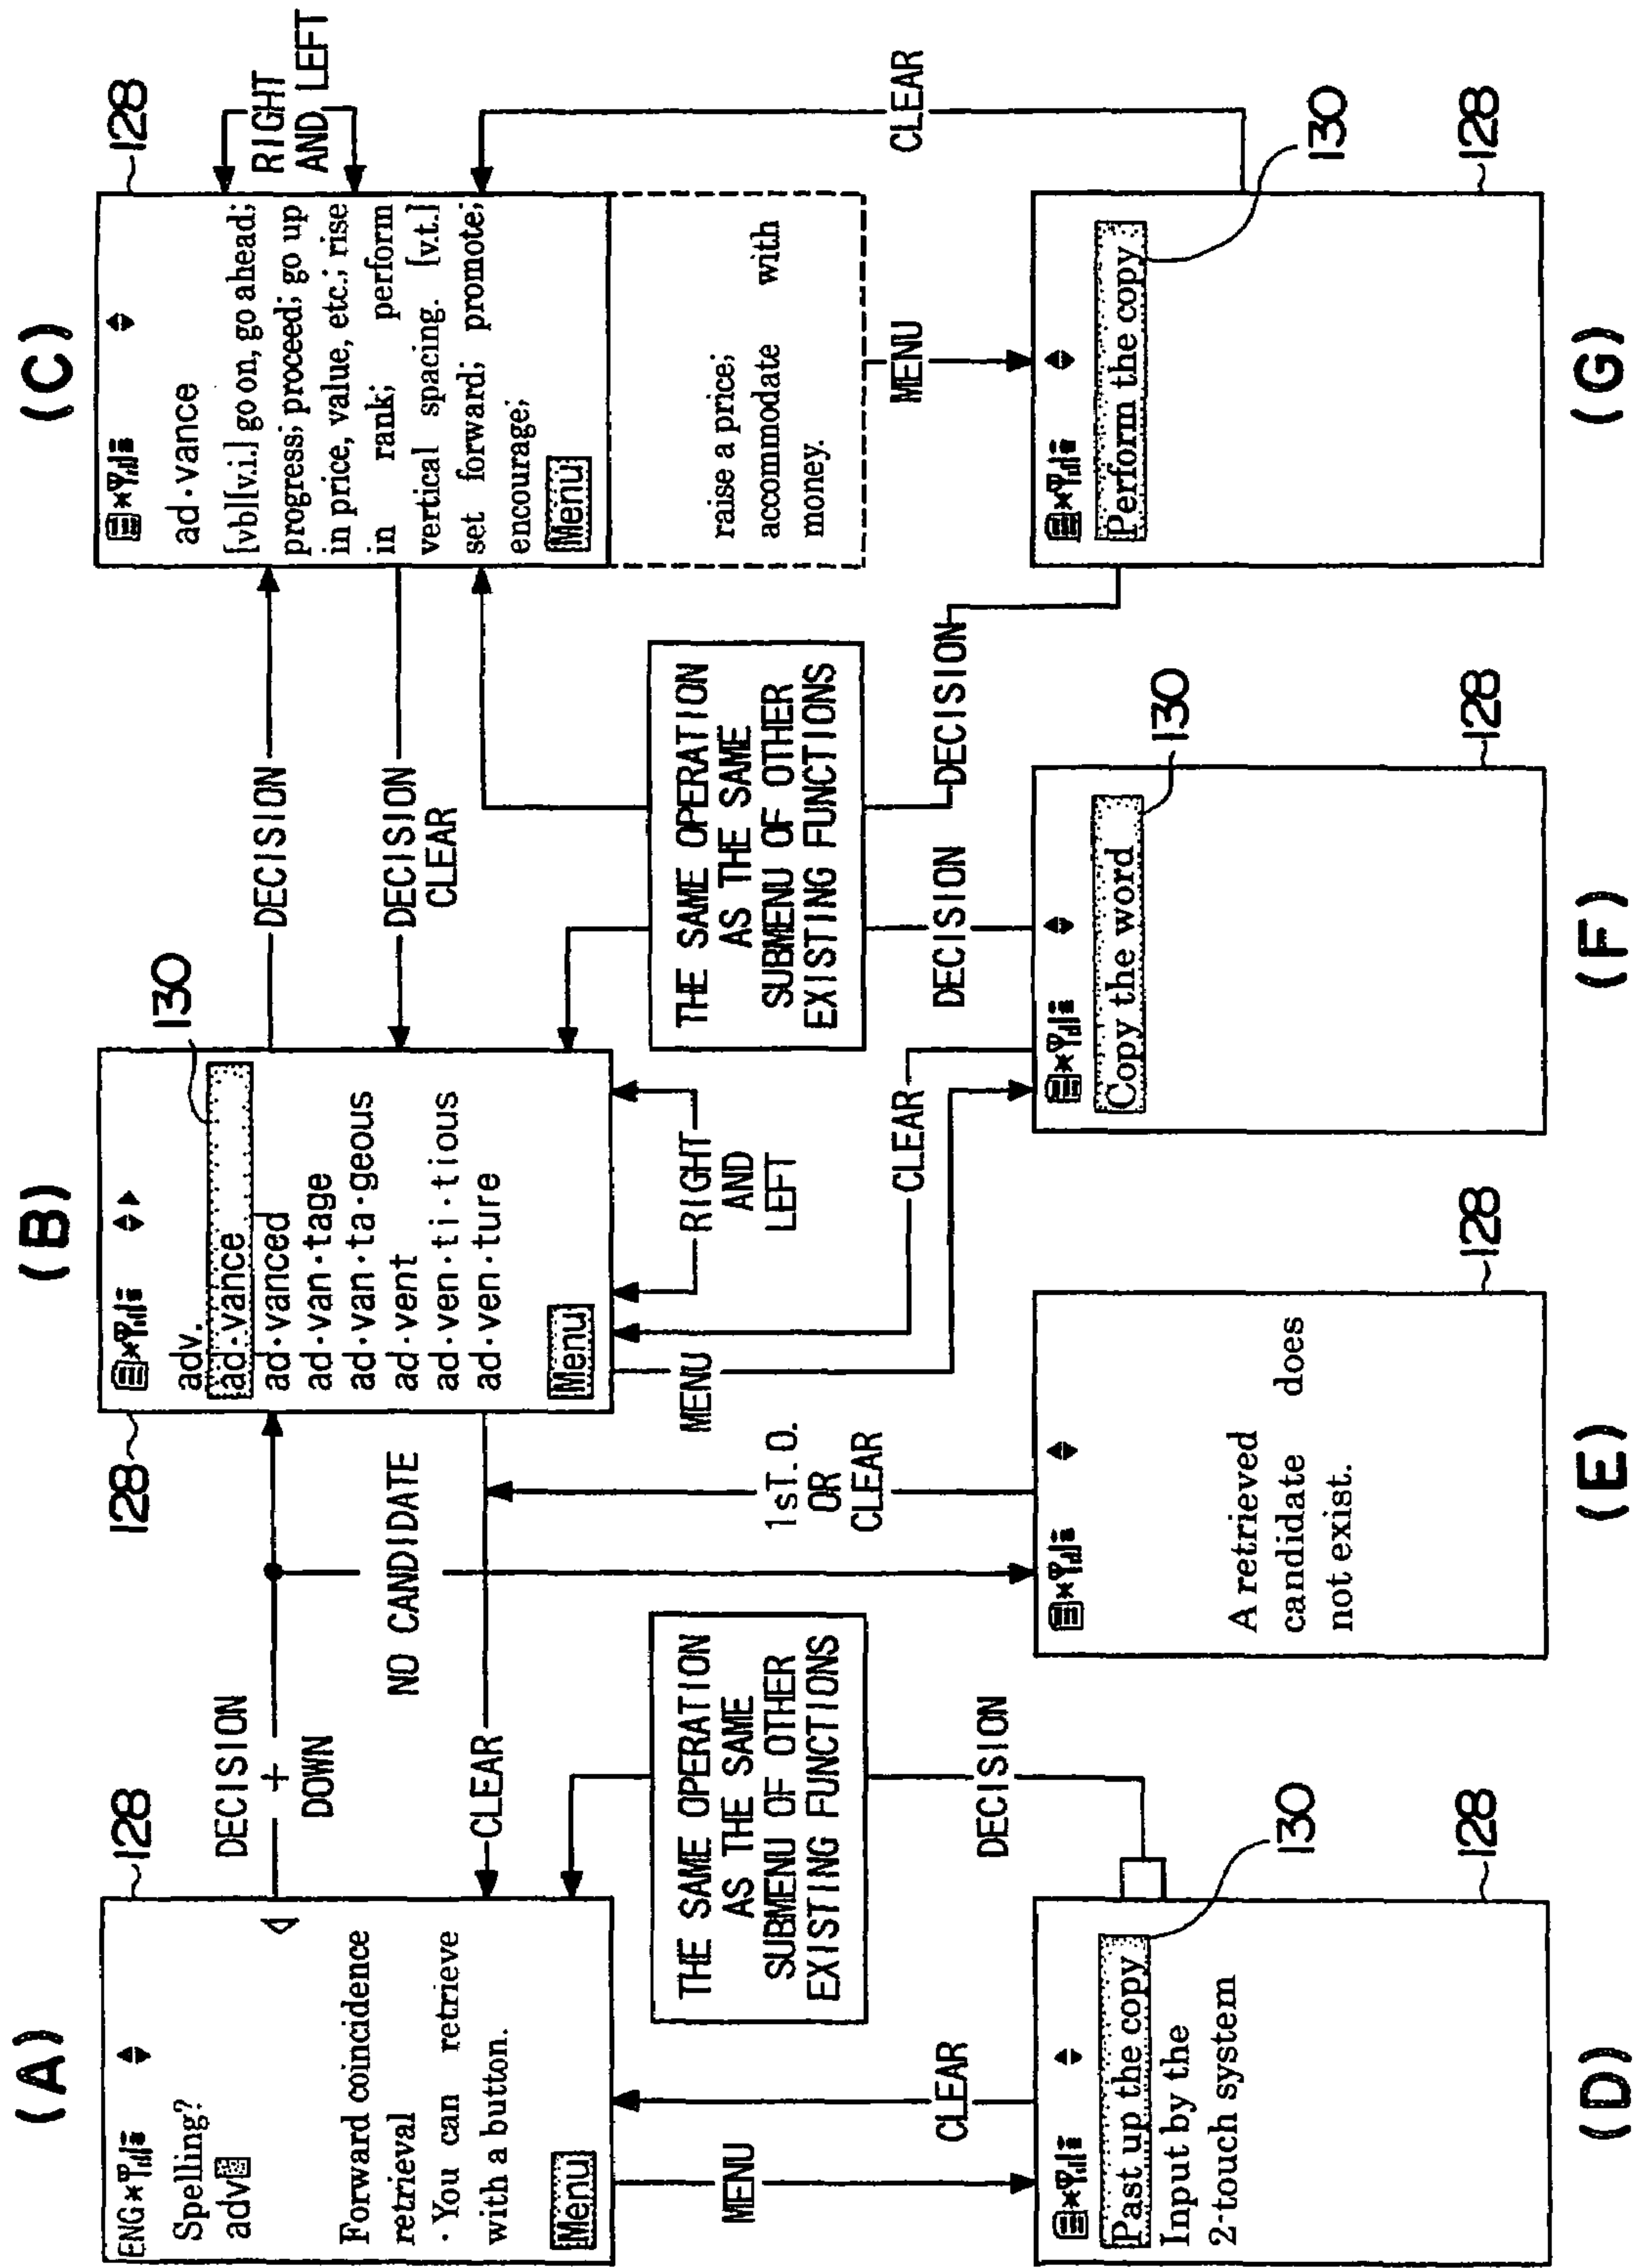 (A)
128
ENG
Spelling?
adv
Forward coincidence
retrieval
· You can retrieve
with a button.
Menu
DECISION
+
DOWN
NO CANDIDATE
CLEAR
MENU
CLEAR
THE SAME OPERATION
AS THE SAME
SUBMENU OF OTHER
EXISTING FUNCTIONS
DECISION
(B)
128
130
adv.
ad·vance
ad·vanced
ad·van·tage
ad·van·ta·geous
ad·vent
ad·ven·ti·tious
ad·ven·ture
Menu
DECISION
DECISION
CLEAR
RIGHT
AND
LEFT
MENU
CLEAR
1sT. O.
OR
CLEAR
THE SAME OPERATION
AS THE SAME
SUBMENU OF OTHER
EXISTING FUNCTIONS
DECISION
DECISION
(C)
128
ad·vance
[vb][v.i.] go on, go ahead;
progress; proceed; go up
in price, value, etc.; rise
in rank; perform
vertical spacing. [v.t.]
set forward; promote;
encourage;
Menu
raise a price;
accommodate with
money.
RIGHT
AND LEFT
MENU
CLEAR
(D)
128
130
Past up the copy
Input by the
2-touch system
(E)
128
A retrieved
candidate does
not exist.
(F)
128
130
Copy the word
(G)
128
130
Perform the copy